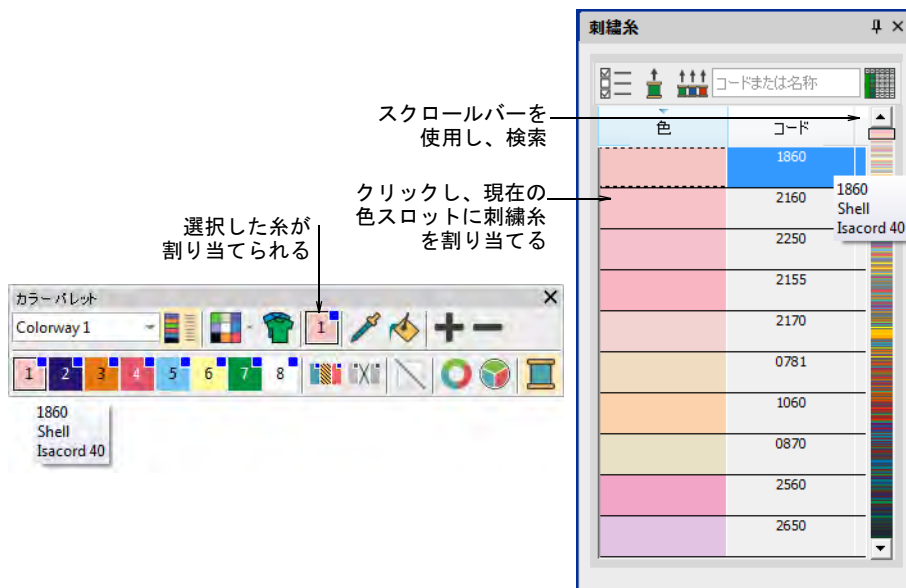 刺繍糸
コードまたは名称
色 コード
1860
2160
2250
2155
2170
0781
1060
0870
2560
2650
1860
Shell
Isacord 40
スクロールバーを
使用し、検索
クリックし、現在の
色スロットに刺繍糸
を割り当てる
選択した糸が
割り当てられる
カラー パレット
Colorway 1
1
1 2 3 4 5 6 7 8
1860
Shell
Isacord 40